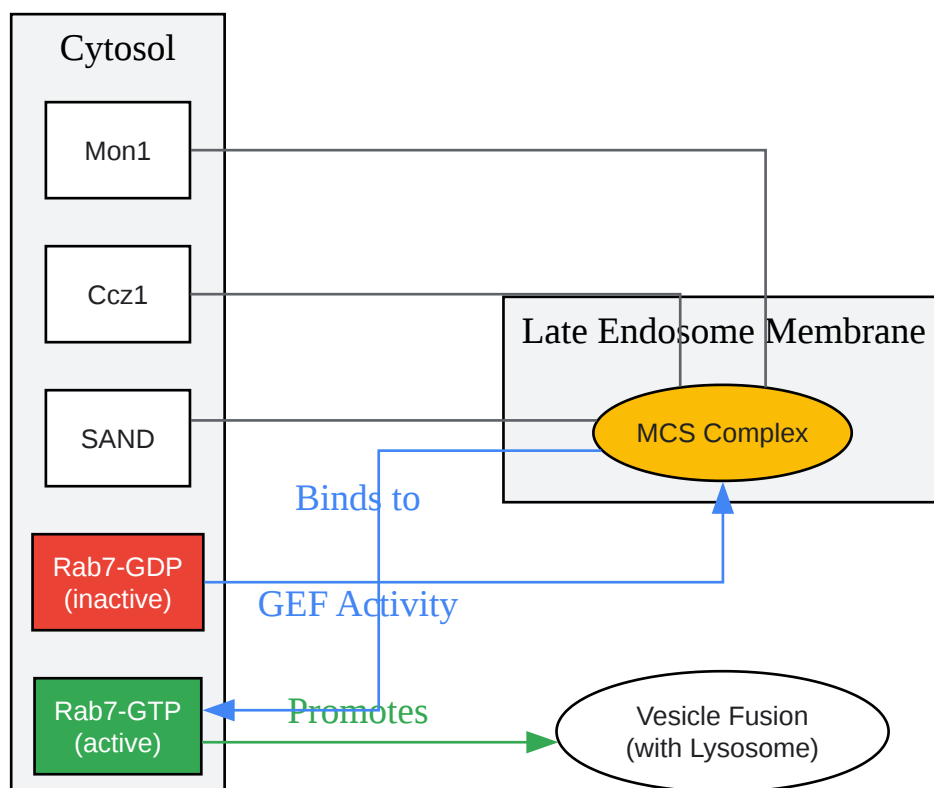 Cytosol
Mon1
Ccz1
Late Endosome Membrane
SAND
MCS Complex
Binds to
Rab7-GDP
(inactive)
GEF Activity
Rab7-GTP
(active)
Promotes
Vesicle Fusion
(with Lysosome)